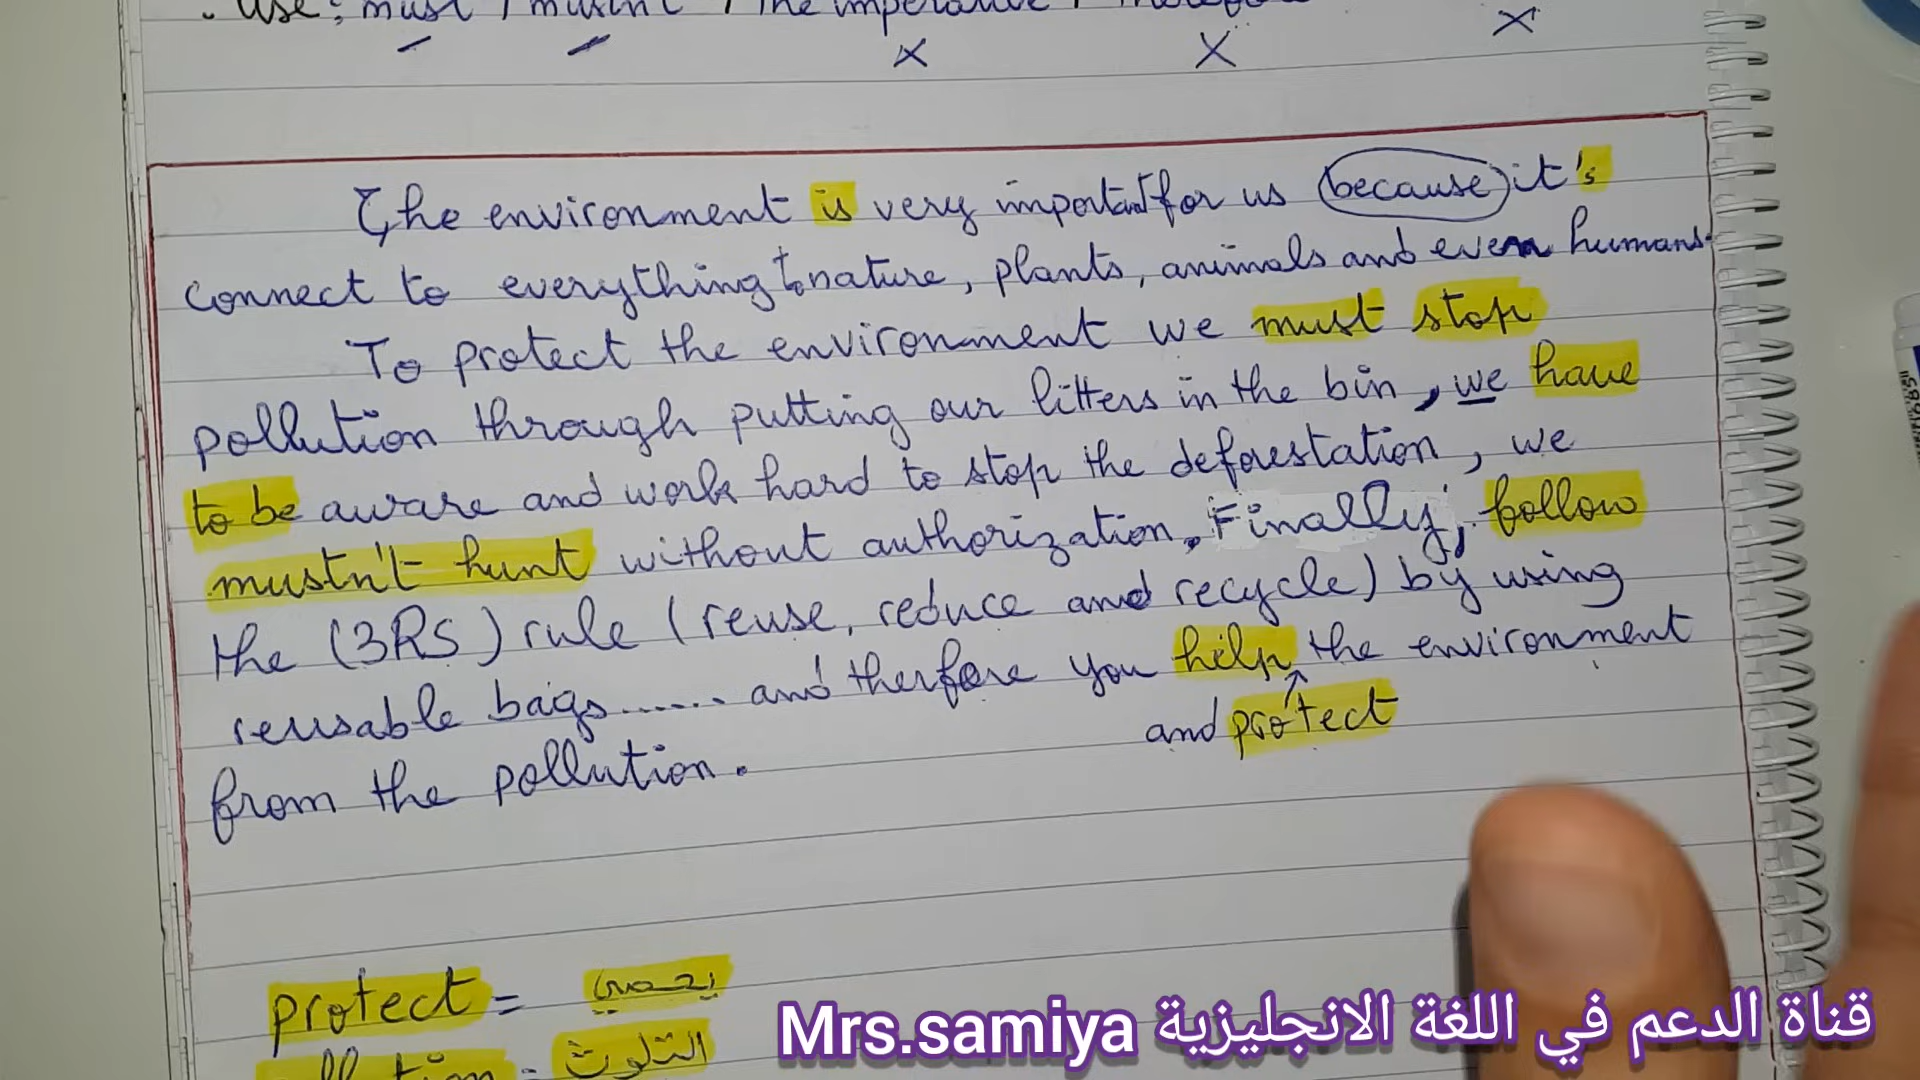 . Use : must / mustn't / the imperative /
The environment is very important for us because it's
connect to everything to nature, plants, animals and even humans.
To protect the environment we must stop
pollution through putting our litters in the bin, we have
to be aware and work hard to stop the deforestation, we
mustn't hunt without authorization, Finally, follow
the (3RS) rule (reuse, reduce and recycle) by using
reusable bags...... and therfore you help the environment
and protect
from the pollution.
protect = يحمي
التلوث
قناة الدعم في اللغة الانجليزية Mrs.samiya